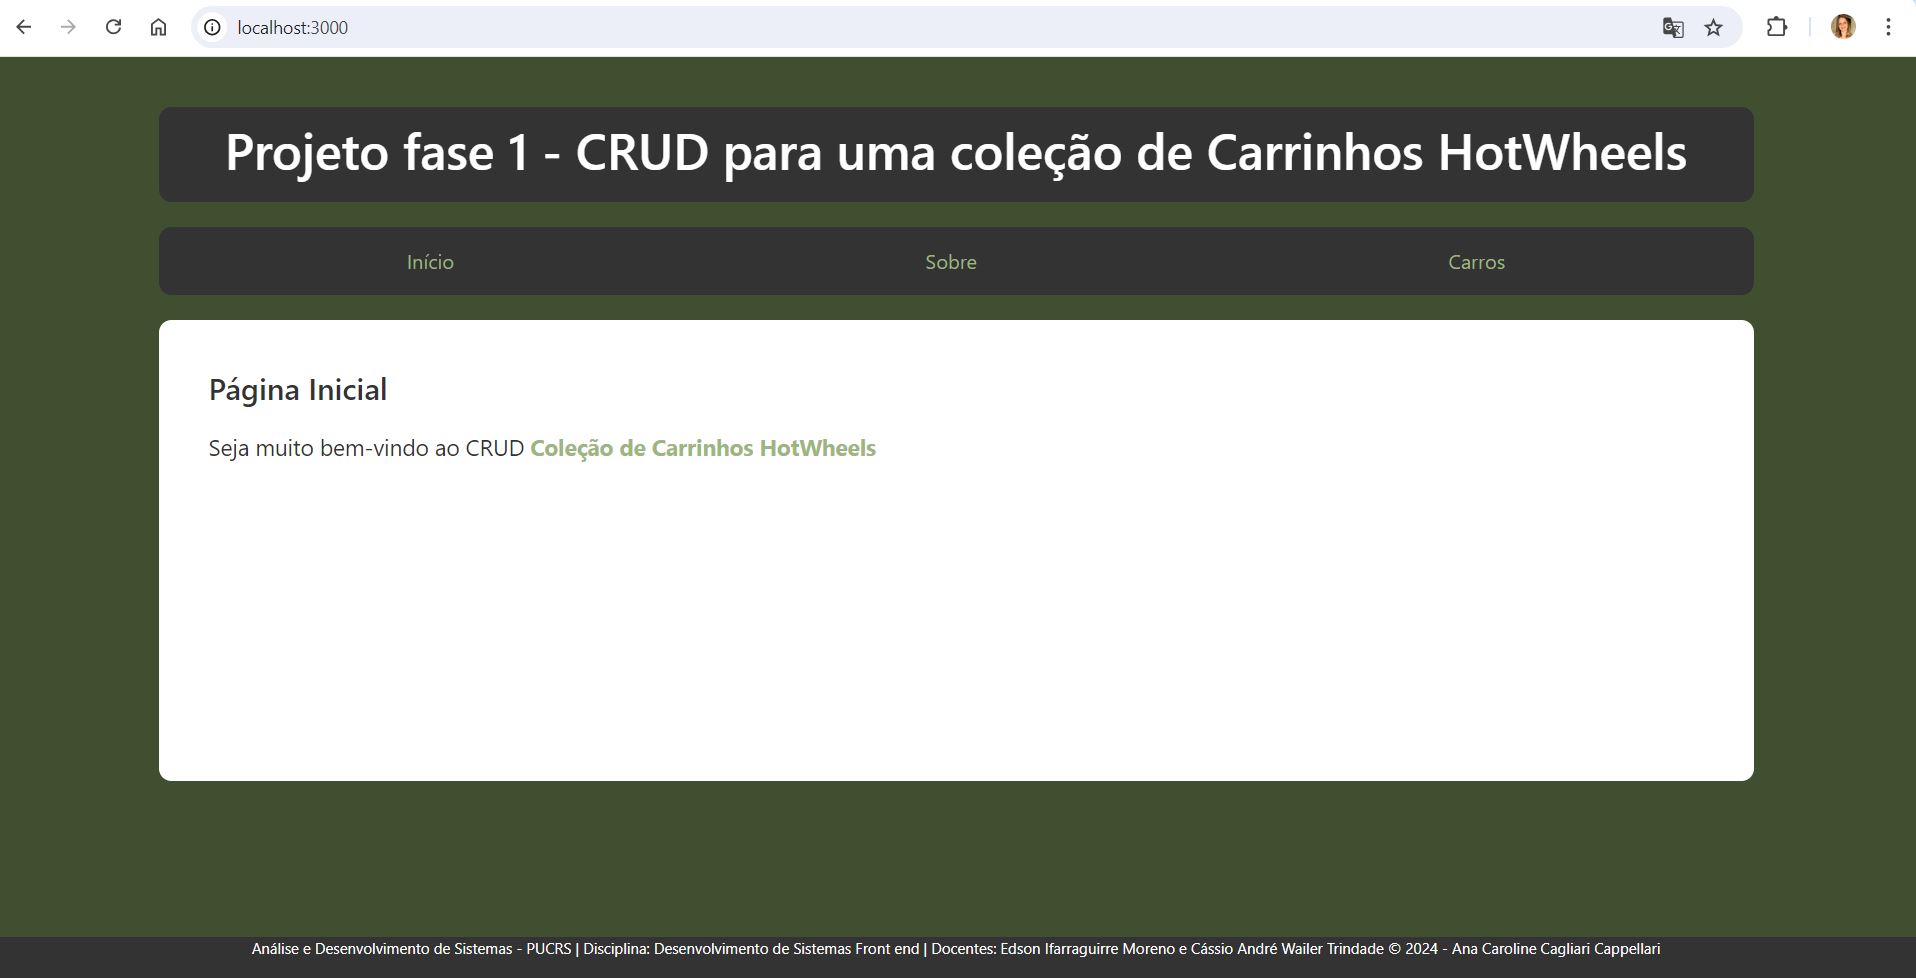 localhost:3000
Projeto fase 1 - CRUD para uma coleção de Carrinhos HotWheels
Início
Sobre
Carros
Página Inicial
Seja muito bem-vindo ao CRUD Coleção de Carrinhos HotWheels
Análise e Desenvolvimento de Sistemas - PUCRS | Disciplina: Desenvolvimento de Sistemas Front end | Docentes: Edson Ifarraguirre Moreno e Cássio André Wailer Trindade © 2024 - Ana Caroline Cagliari Cappellari